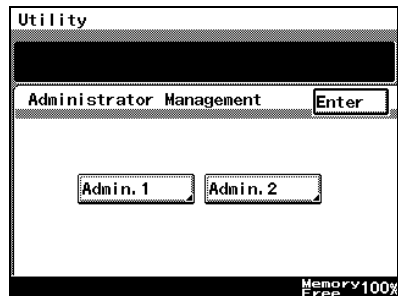 Utility
Administrator Management
Enter
Admin. 1
Admin. 2
Memory Free 100%